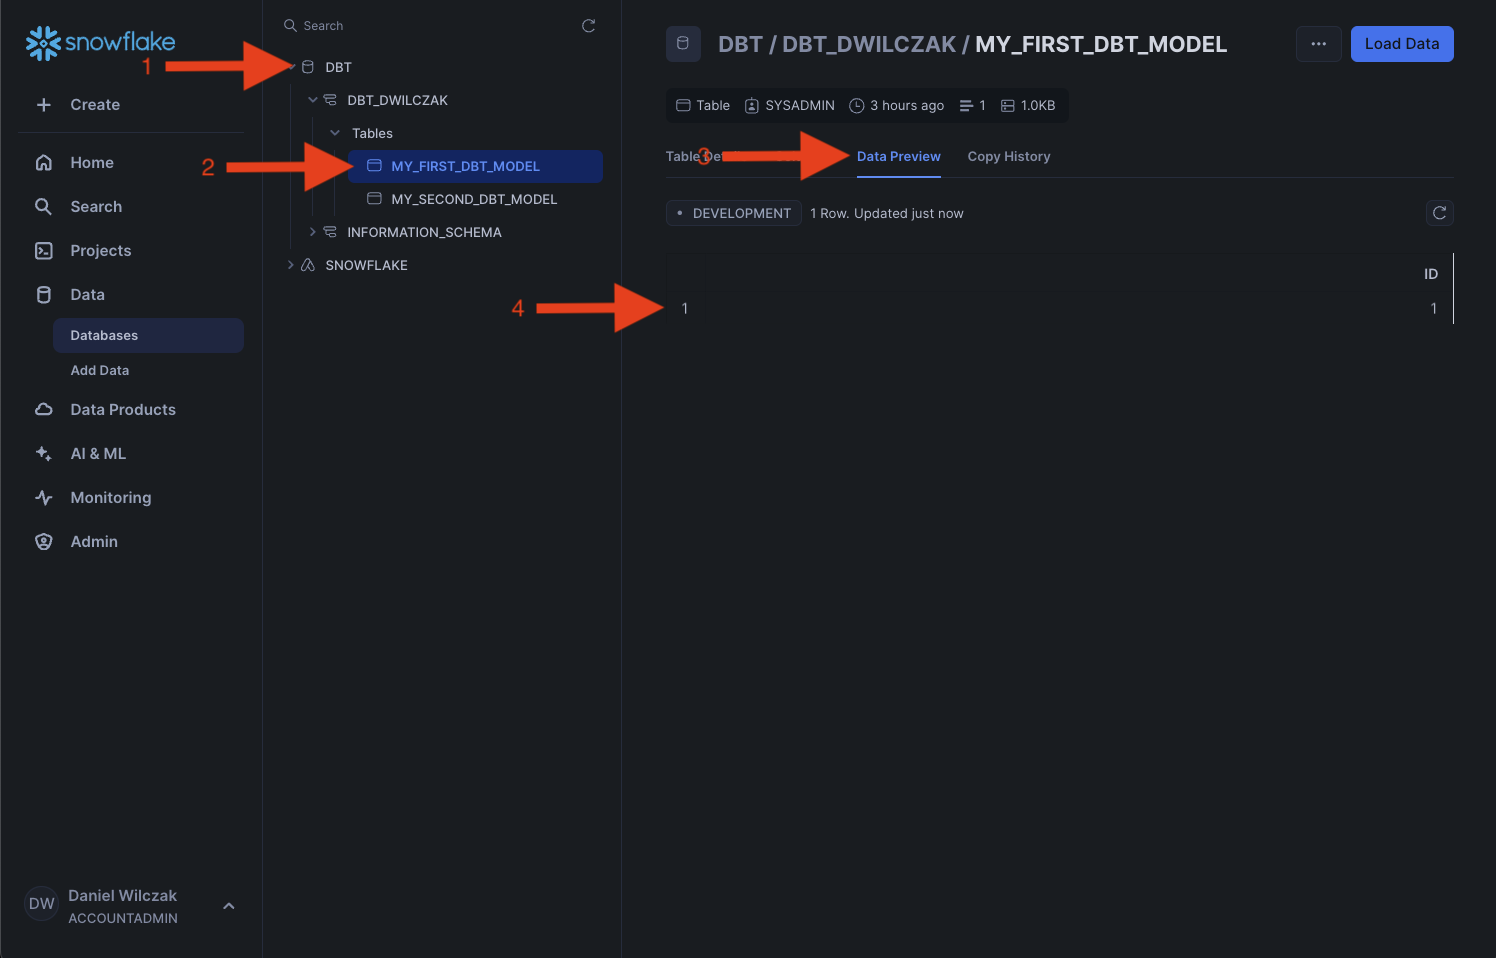 snowflake
Create
Home
Search
Projects
Data
Databases
Add Data
Data Products
AI & ML
Monitoring
Admin
DW
Daniel Wilczak
ACCOUNTADMIN
Search
1
DBT
DBT_DWILCZAK
Tables
2
MY_FIRST_DBT_MODEL
MY_SECOND_DBT_MODEL
INFORMATION_SCHEMA
SNOWFLAKE
DBT / DBT_DWILCZAK / MY_FIRST_DBT_MODEL
... Load Data
Table SYSADMIN 3 hours ago 1 1.0KB
Table 3 Data Preview Copy History
DEVELOPMENT 1 Row. Updated just now
ID
4 1 1